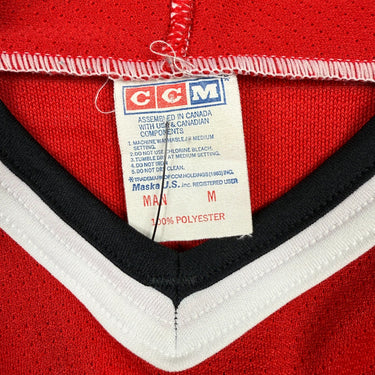 CCM
ASSEMBLED IN CANADA
WITH USA & CANADIAN
COMPONENTS
1. MACHINE WASHABLE # MEDIUM
SETTING.
2. DO NOT USE CHLORINE BLEACH.
3. TUMBLE DRY AT MEDIUM SETTING.
4. DO NOT IRON.
5. DO NOT DRY CLEAN.
TRADEMARK OF CCM HOLDINGS (1983) INC.
Maska U.S. INC. REGISTERED USER
MAN M
100% POLYESTER